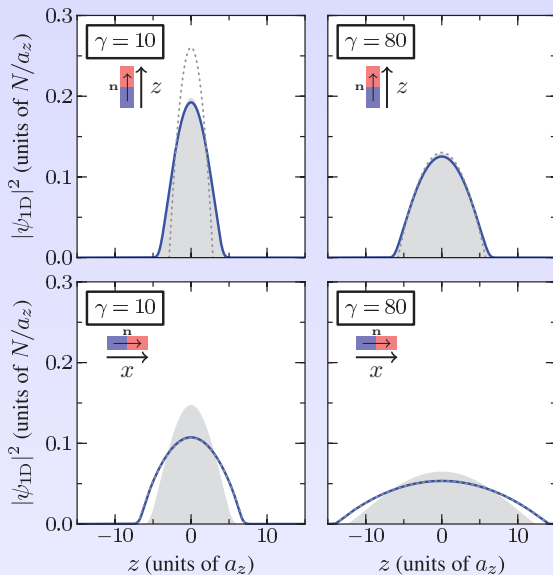 γ = 10
n
z
γ = 80
n
z
0.3
0.2
0.1
0.0
|ψ1D|² (units of N/az)
γ = 10
n
x
γ = 80
n
x
0.3
0.2
0.1
0.0
|ψ1D|² (units of N/az)
−10 0 10
−10 0 10
z (units of az)
z (units of az)